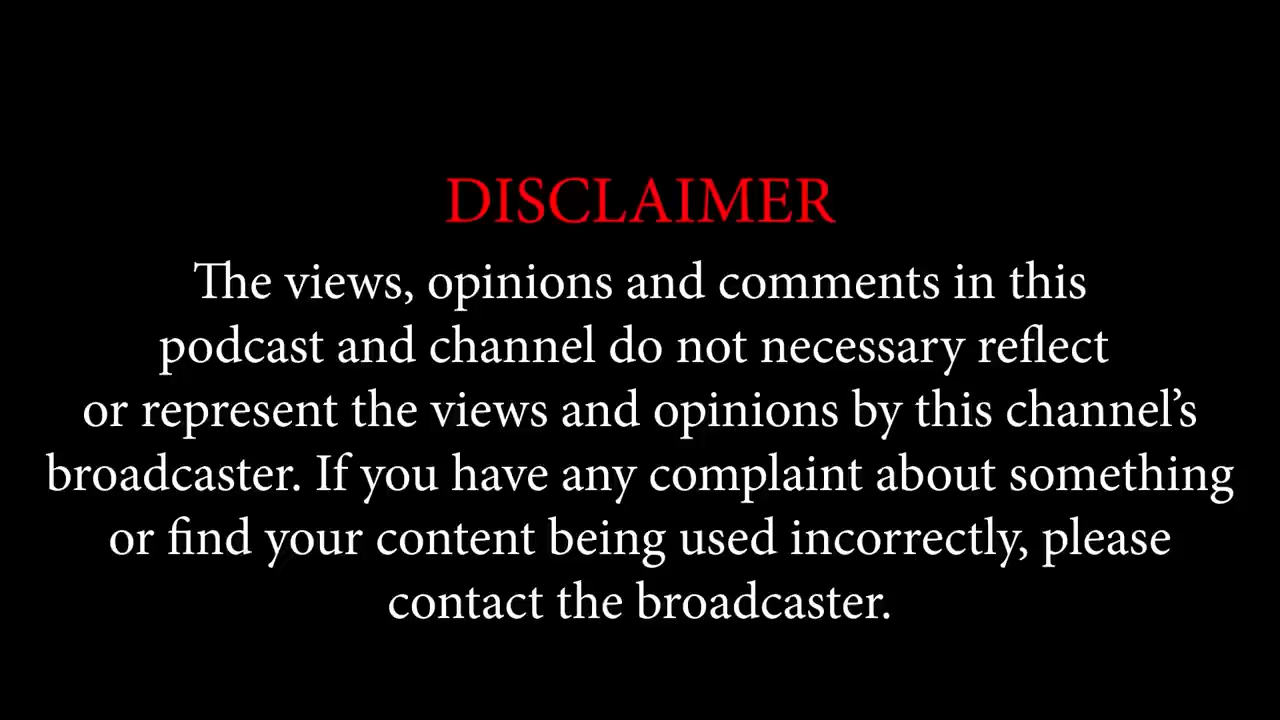 DISCLAIMER
The views, opinions and comments in this
podcast and channel do not necessary reflect
or represent the views and opinions by this channel’s
broadcaster. If you have any complaint about something
or find your content being used incorrectly, please
contact the broadcaster.